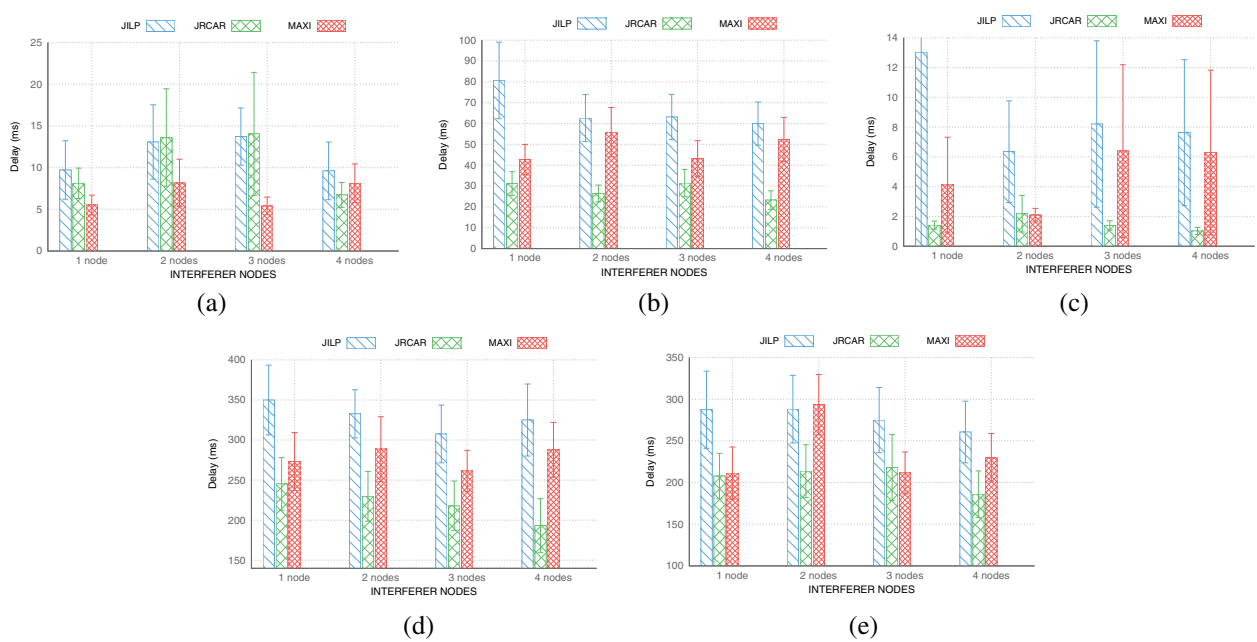 JILP JRCAR MAXI
25
20
15
10
5
0
Delay (ms)
1 node 2 nodes 3 nodes 4 nodes
INTERFERER NODES
(a)
JILP JRCAR MAXI
100
90
80
70
60
50
40
30
20
10
0
Delay (ms)
1 node 2 nodes 3 nodes 4 nodes
INTERFERER NODES
(b)
JILP JRCAR MAXI
14
12
10
8
6
4
2
0
Delay (ms)
1 node 2 nodes 3 nodes 4 nodes
INTERFERER NODES
(c)
JILP JRCAR MAXI
400
350
300
250
200
150
Delay (ms)
1 node 2 nodes 3 nodes 4 nodes
INTERFERER NODES
(d)
JILP JRCAR MAXI
350
300
250
200
150
100
Delay (ms)
1 node 2 nodes 3 nodes 4 nodes
INTERFERER NODES
(e)